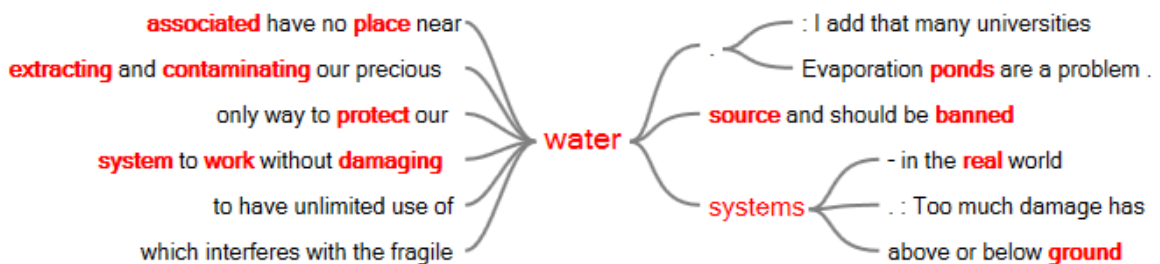 associated have no place near
extracting and contaminating our precious
only way to protect our
system to work without damaging
to have unlimited use of
which interferes with the fragile
water
.
: I add that many universities
Evaporation ponds are a problem .
source and should be banned
systems
- in the real world
. : Too much damage has
above or below ground